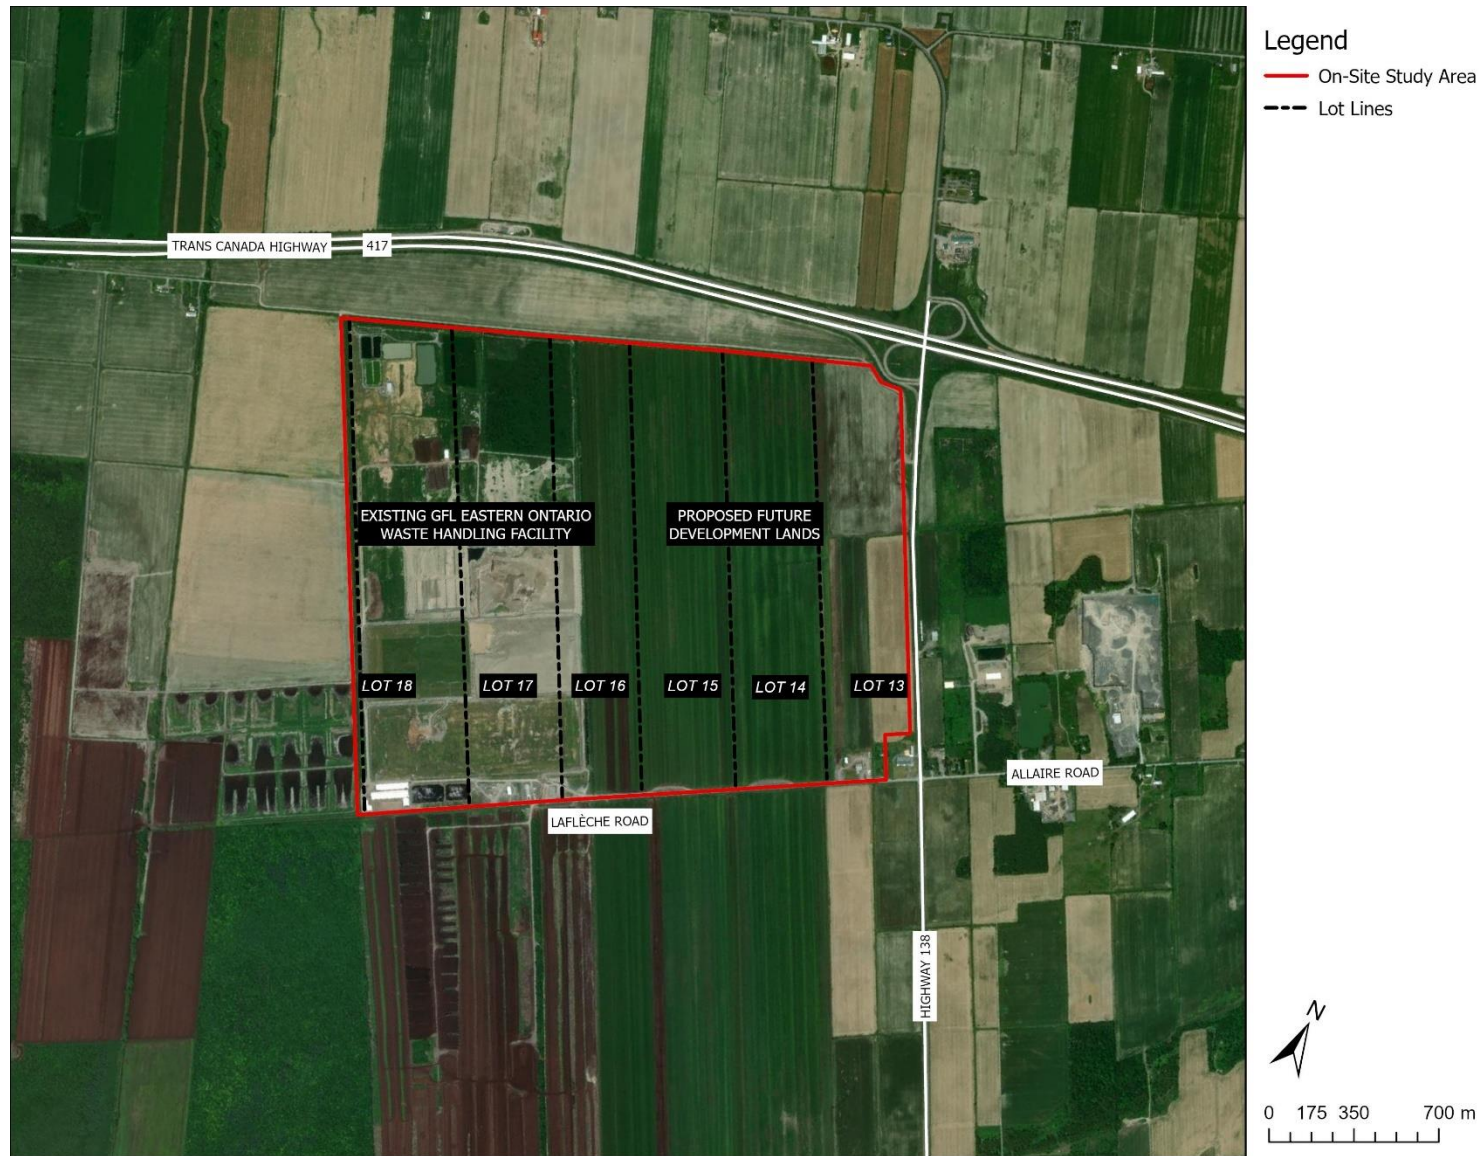 Legend
On-Site Study Area
Lot Lines
TRANS CANADA HIGHWAY
417
EXISTING GFL EASTERN ONTARIO
WASTE HANDLING FACILITY
PROPOSED FUTURE
DEVELOPMENT LANDS
LOT 18
LOT 17
LOT 16
LOT 15
LOT 14
LOT 13
ALLAIRE ROAD
LAFLÈCHE ROAD
HIGHWAY 138
N
0 175 350 700 m